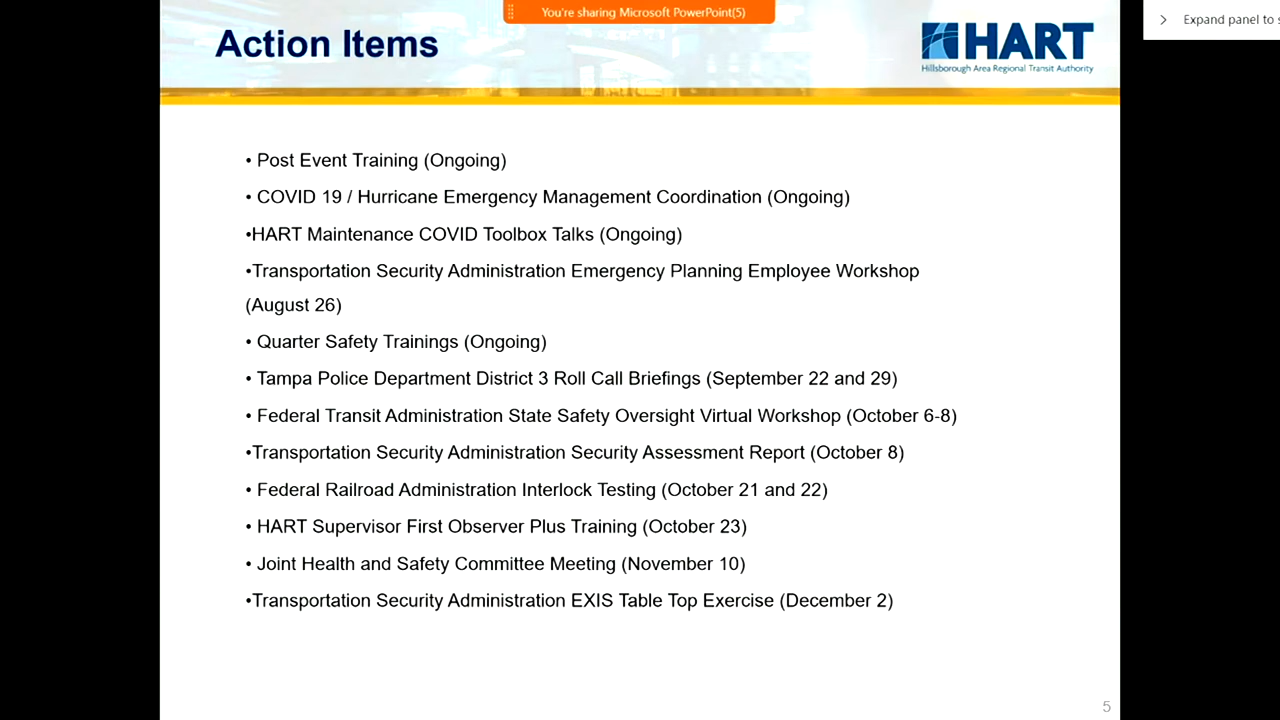 You're sharing Microsoft PowerPoint(5)
Expand panel to s
Action Items
HART
Hillsborough Area Regional Transit Authority
• Post Event Training (Ongoing)
• COVID 19 / Hurricane Emergency Management Coordination (Ongoing)
•HART Maintenance COVID Toolbox Talks (Ongoing)
•Transportation Security Administration Emergency Planning Employee Workshop
(August 26)
• Quarter Safety Trainings (Ongoing)
• Tampa Police Department District 3 Roll Call Briefings (September 22 and 29)
• Federal Transit Administration State Safety Oversight Virtual Workshop (October 6-8)
•Transportation Security Administration Security Assessment Report (October 8)
• Federal Railroad Administration Interlock Testing (October 21 and 22)
• HART Supervisor First Observer Plus Training (October 23)
• Joint Health and Safety Committee Meeting (November 10)
•Transportation Security Administration EXIS Table Top Exercise (December 2)
5